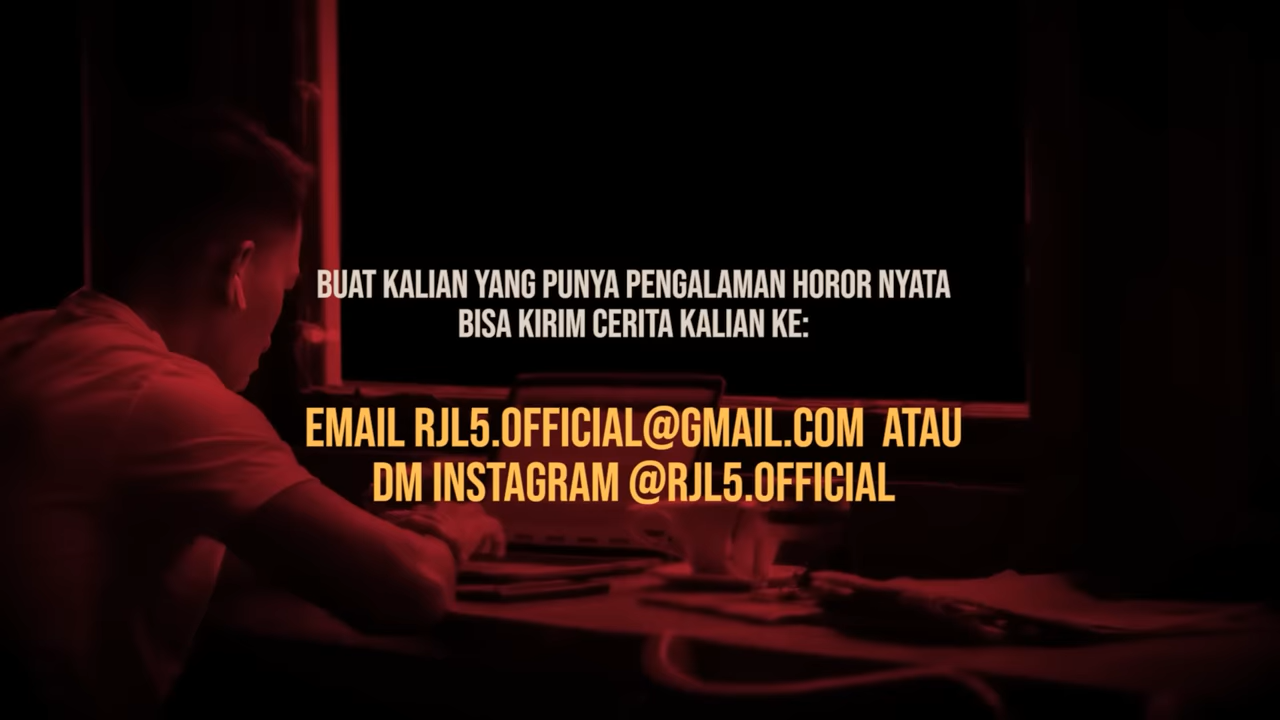 BUAT KALIAN YANG PUNYA PENGALAMAN HOROR NYATA
BISA KIRIM CERITA KALIAN KE:
EMAIL RJL5.OFFICIAL@GMAIL.COM ATAU
DM INSTAGRAM @RJL5.OFFICIAL